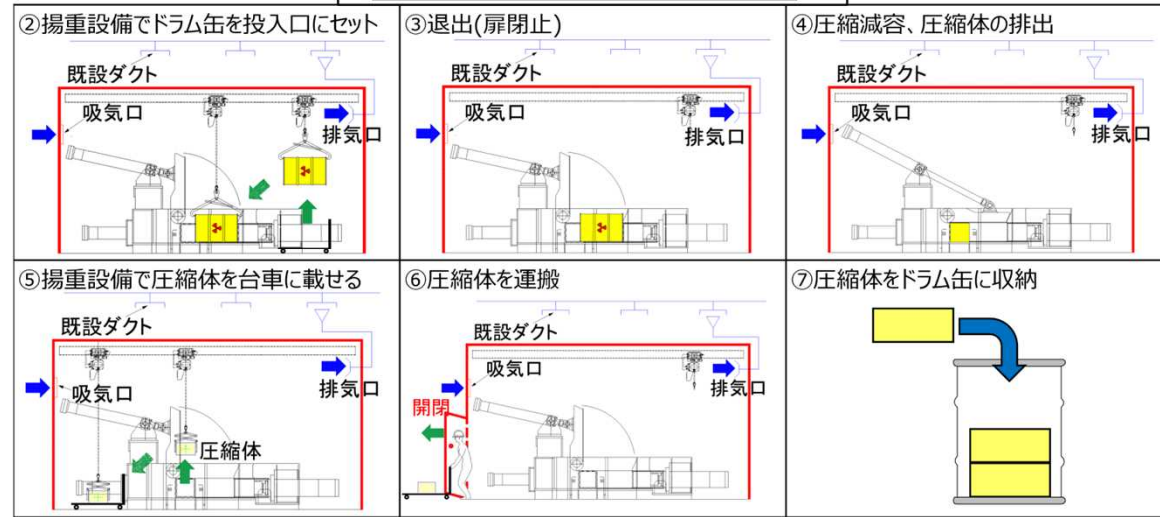 ②揚重設備でドラム缶を投入口にセット
既設ダクト
吸気口
排気口
③退出(扉閉止)
既設ダクト
吸気口
排気口
④圧縮減容、圧縮体の排出
既設ダクト
吸気口
排気口
⑤揚重設備で圧縮体を台車に載せる
既設ダクト
吸気口
排気口
圧縮体
⑥圧縮体を運搬
既設ダクト
吸気口
排気口
開閉
⑦圧縮体をドラム缶に収納